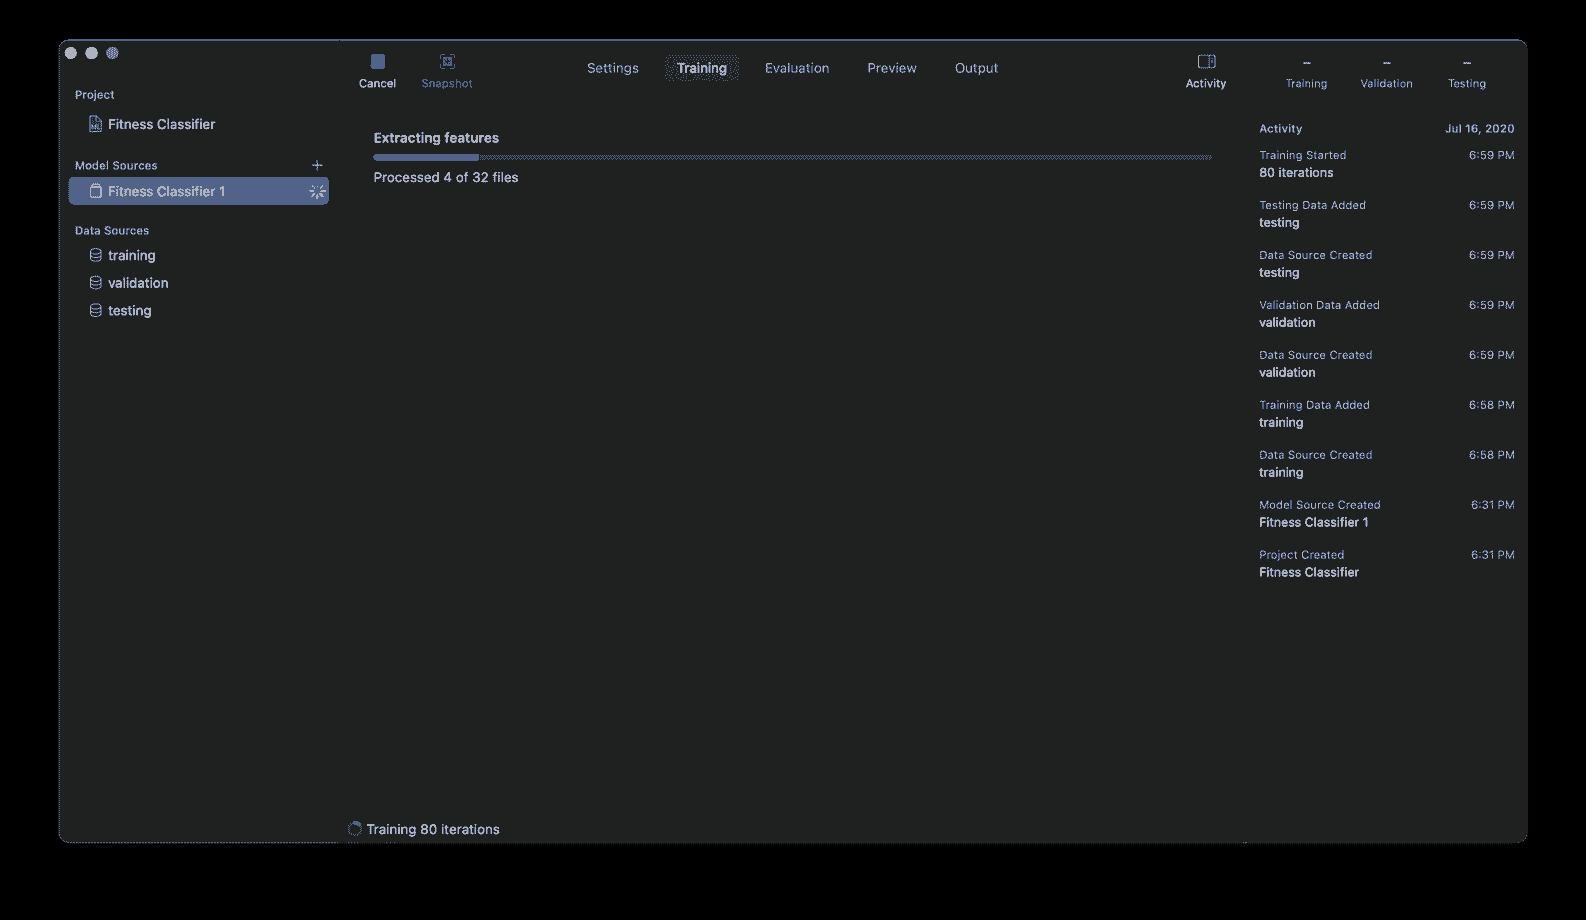 Cancel
Snapshot
Settings
Training
Evaluation
Preview
Output
Activity
--
Training
--
Validation
--
Testing
Project
Fitness Classifier
Model Sources
+
Fitness Classifier 1
Data Sources
training
validation
testing
Extracting features
Processed 4 of 32 files
Training 80 iterations
Activity Jul 16, 2020
Training Started 6:59 PM
80 iterations
Testing Data Added 6:59 PM
testing
Data Source Created 6:59 PM
testing
Validation Data Added 6:59 PM
validation
Data Source Created 6:59 PM
validation
Training Data Added 6:58 PM
training
Data Source Created 6:58 PM
training
Model Source Created 6:31 PM
Fitness Classifier 1
Project Created 6:31 PM
Fitness Classifier